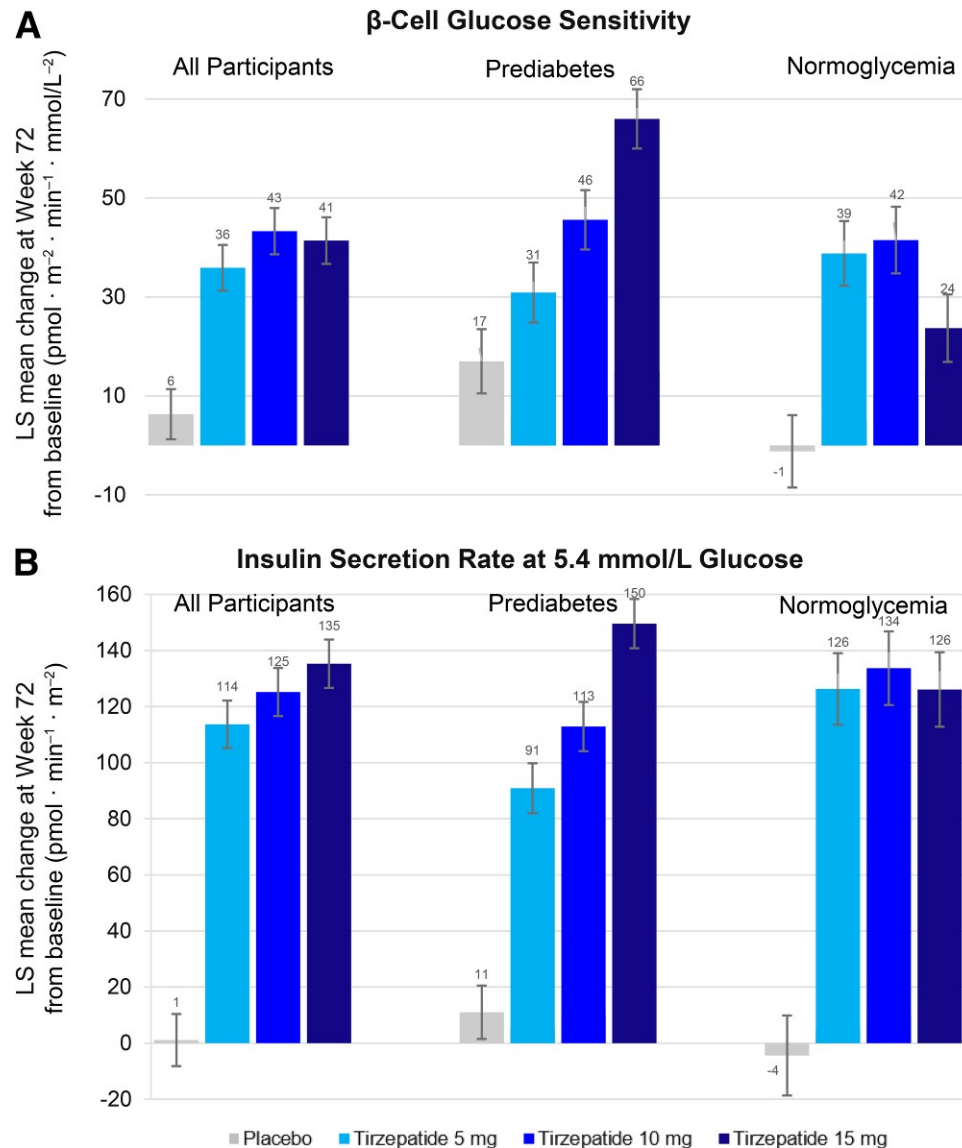 A
β-Cell Glucose Sensitivity
All Participants
Prediabetes
Normoglycemia
LS mean change at Week 72
from baseline (pmol · m⁻² · min⁻¹ · mmol/L⁻²)
70
50
30
10
-10
6
36
43
41
17
31
46
66
-1
39
42
24
B
Insulin Secretion Rate at 5.4 mmol/L Glucose
All Participants
Prediabetes
Normoglycemia
LS mean change at Week 72
from baseline (pmol · min⁻¹ · m⁻²)
160
140
120
100
80
60
40
20
0
-20
1
114
125
135
11
91
113
150
-4
126
134
126
Placebo Tirzepatide 5 mg Tirzepatide 10 mg Tirzepatide 15 mg